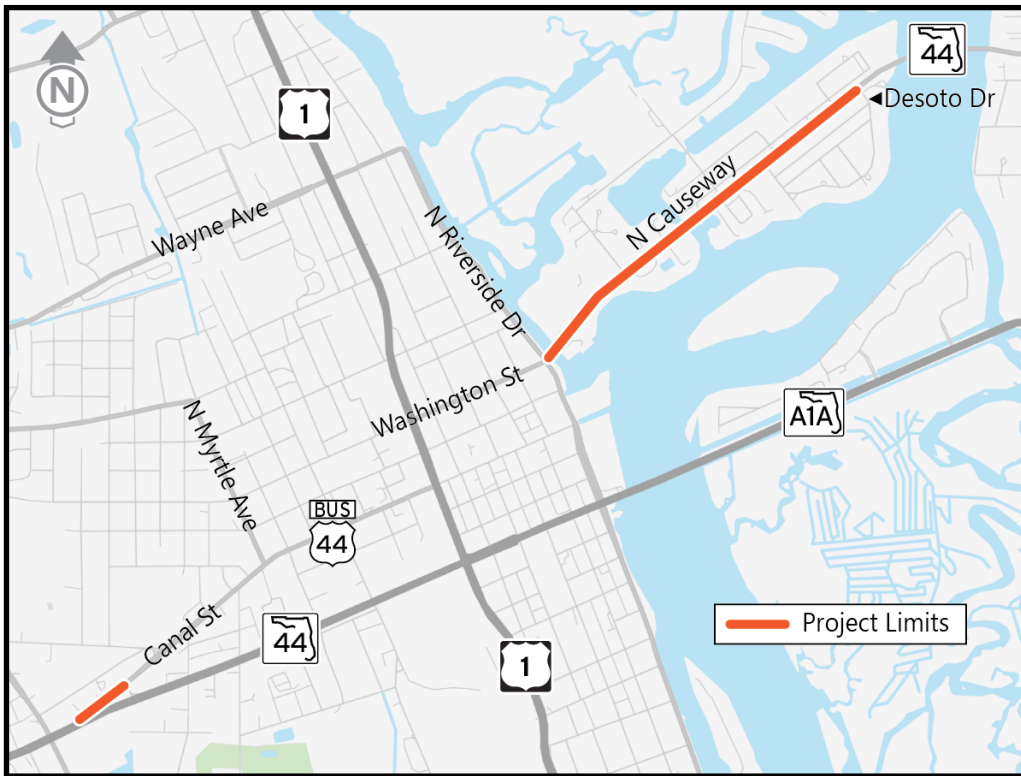 N
44
◄Desoto Dr
1
N Causeway
Wayne Ave
N Riverside Dr
Washington St
A1A
N Myrtle Ave
BUS
44
Canal St
44
Project Limits
1